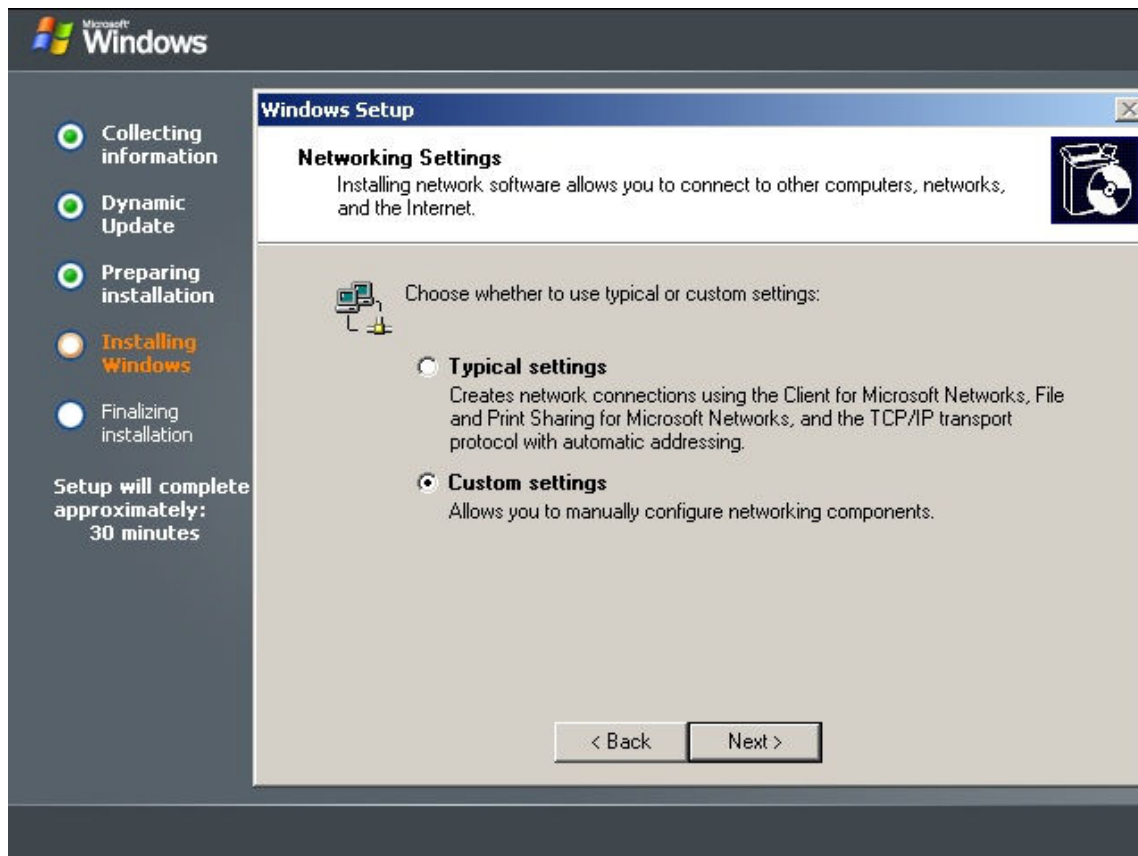 Microsoft
Windows
Collecting
information
Dynamic
Update
Preparing
installation
Installing
Windows
Finalizing
installation
Setup will complete
approximately:
30 minutes
Windows Setup
Networking Settings
Installing network software allows you to connect to other computers, networks,
and the Internet.
Choose whether to use typical or custom settings:
Typical settings
Creates network connections using the Client for Microsoft Networks, File
and Print Sharing for Microsoft Networks, and the TCP/IP transport
protocol with automatic addressing.
Custom settings
Allows you to manually configure networking components.
< Back
Next >